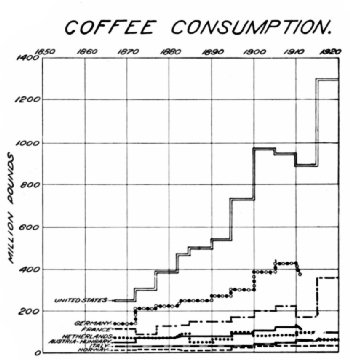 COFFEE CONSUMPTION.
1850 1860 1870 1880 1890 1900 1910 1920
1400
1200
1000
800
600
400
200
0
MILLION POUNDS
UNITED STATES
GERMANY
FRANCE
NETHERLANDS
AUSTRIA-HUNGARY
ITALY
NORWAY